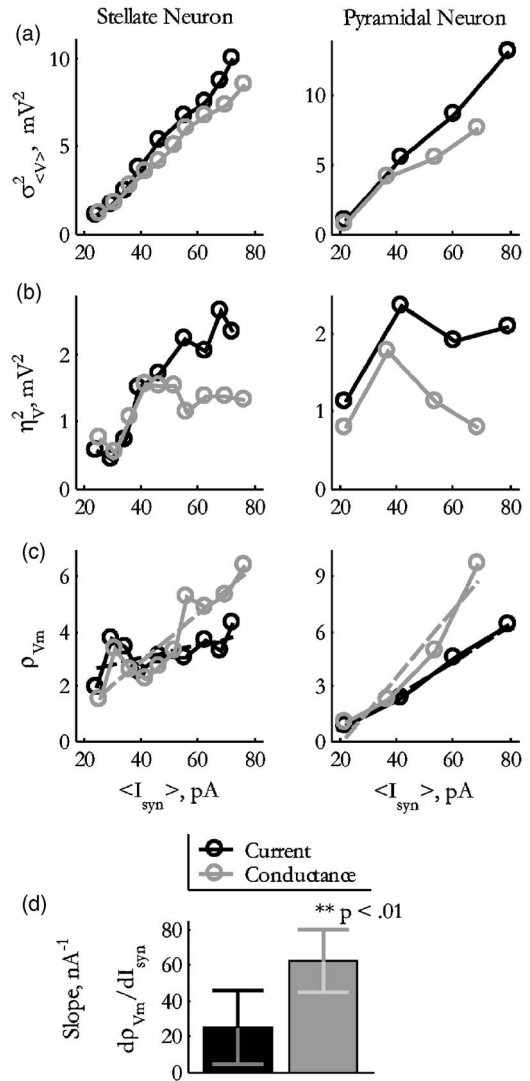 Stellate Neuron
Pyramidal Neuron
(a)
σ²<V>, mV²
10
5
0
20 40 60 80
10
5
0
20 40 60 80
(b)
η²V, mV²
2
1
0
20 40 60 80
2
1
0
20 40 60 80
(c)
ρVm
6
4
2
0
20 40 60 80
<Isyn>, pA
9
6
3
0
20 40 60 80
<Isyn>, pA
Current
Conductance
(d)
** p < .01
Slope, nA⁻¹
dρVm/dIsyn
80
60
40
20
0